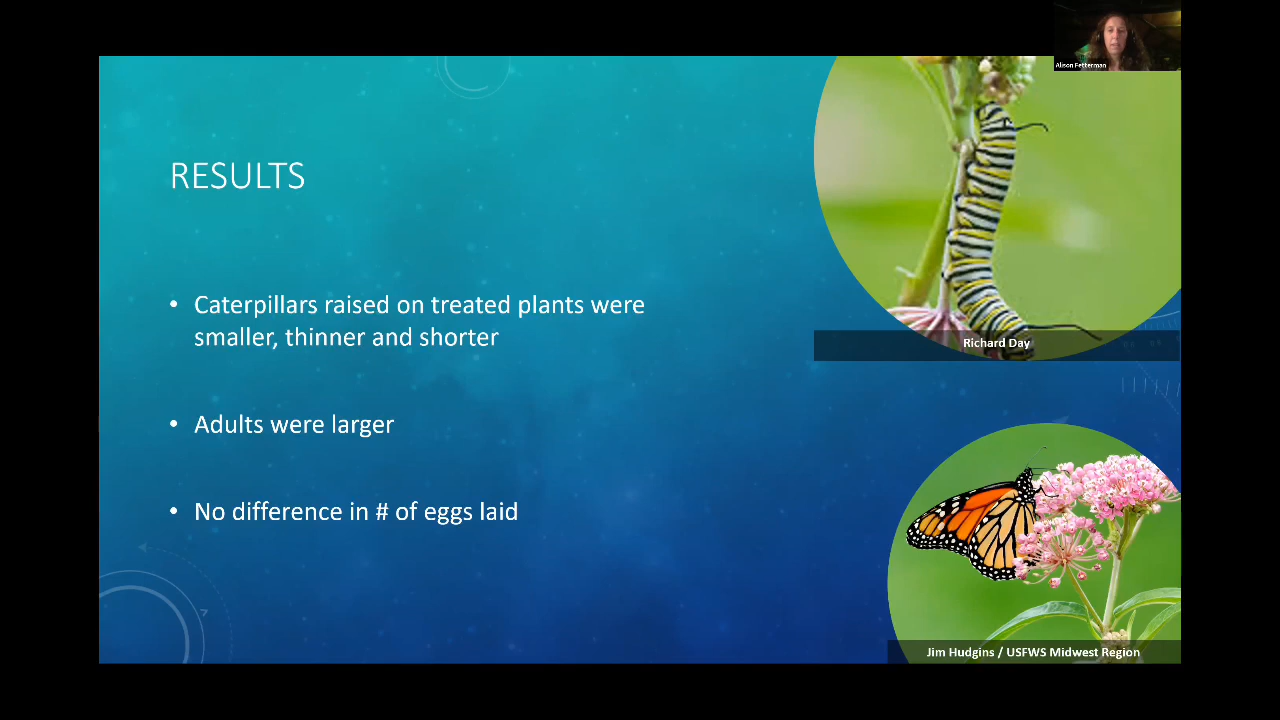 Alison Fetterman
RESULTS
• Caterpillars raised on treated plants were
smaller, thinner and shorter
• Adults were larger
• No difference in # of eggs laid
Richard Day
Jim Hudgins / USFWS Midwest Region